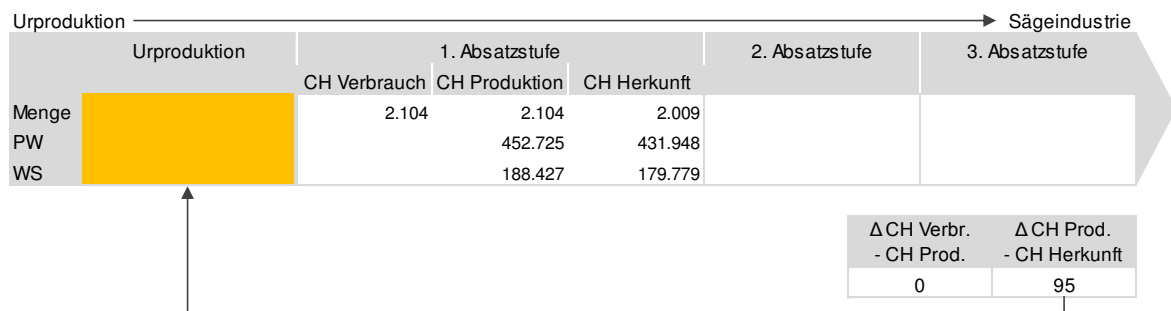 Urproduktion Sägeindustrie
Urproduktion 1. Absatzstufe 2. Absatzstufe 3. Absatzstufe
CH Verbrauch CH Produktion CH Herkunft
Menge 2.104 2.104 2.009
PW 452.725 431.948
WS 188.427 179.779
Δ CH Verbr. Δ CH Prod.
- CH Prod. - CH Herkunft
0 95